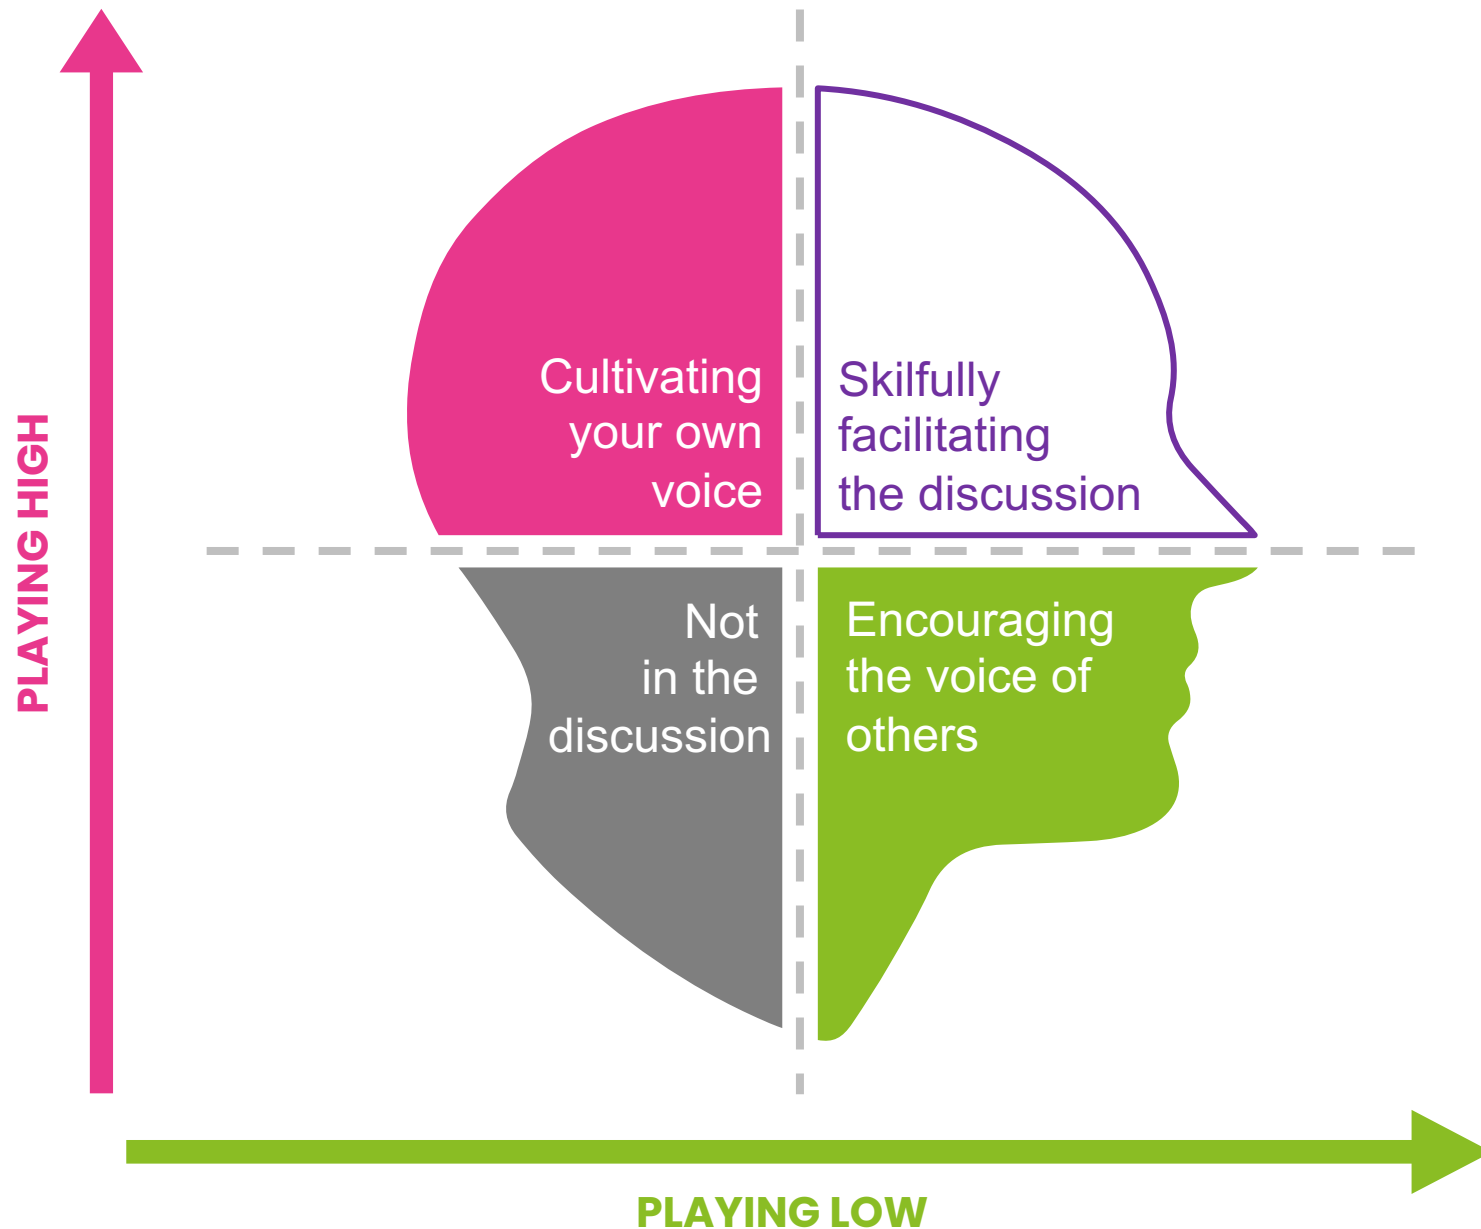 PLAYING HIGH
Cultivating
your own
voice
Skilfully
facilitating
the discussion
Not
in the
discussion
Encouraging
the voice of
others
PLAYING LOW